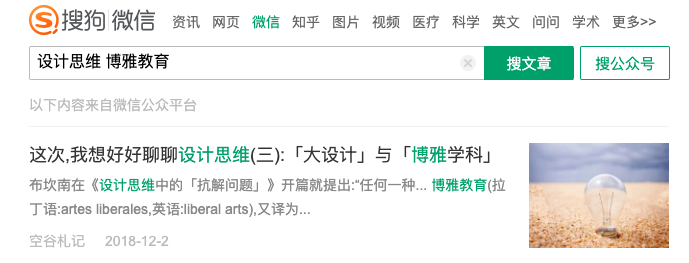 搜狗 微信 资讯 网页 微信 知乎 图片 视频 医疗 科学 英文 问问 学术 更多>>
设计思维 博雅教育 搜文章 搜公众号
以下内容来自微信公众平台
这次,我想好好聊聊设计思维(三):「大设计」与「博雅学科」
布坎南在《设计思维中的「抗解问题」》开篇就提出:“任何一种... 博雅教育(拉
丁语:artes liberales,英语:liberal arts),又译为...
空谷札记 2018-12-2